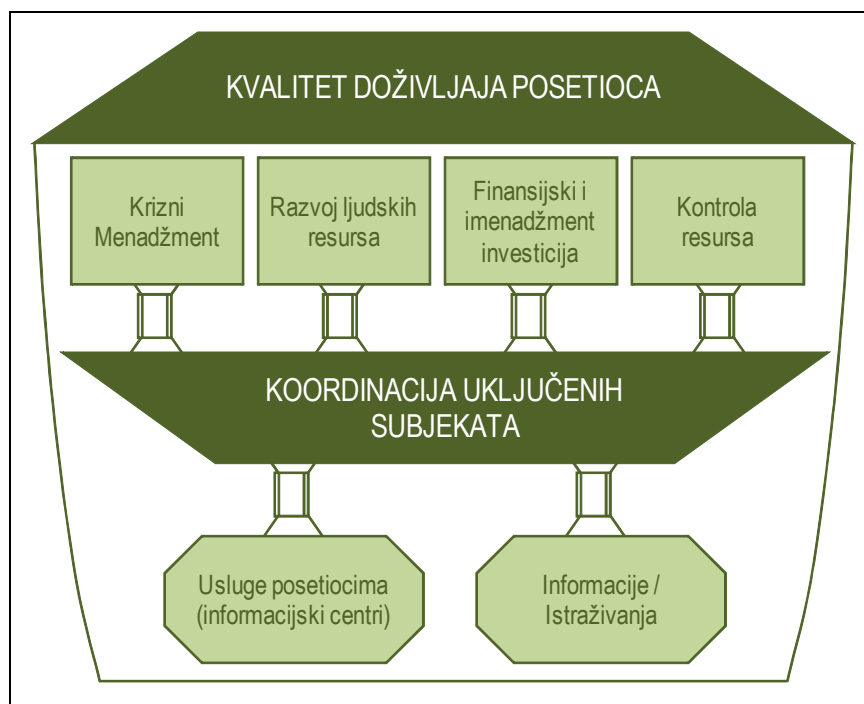 KVALITET DOŽIVLJAJA POSETIOCA
Krizni
Menadžment
Razvoj ljudskih
resursa
Finansijski i
imenadžment
investicija
Kontrola
resursa
KOORDINACIJA UKLJUČENIH
SUBJEKATA
Usluge posetiocima
(informacijski centri)
Informacije /
Istraživanja